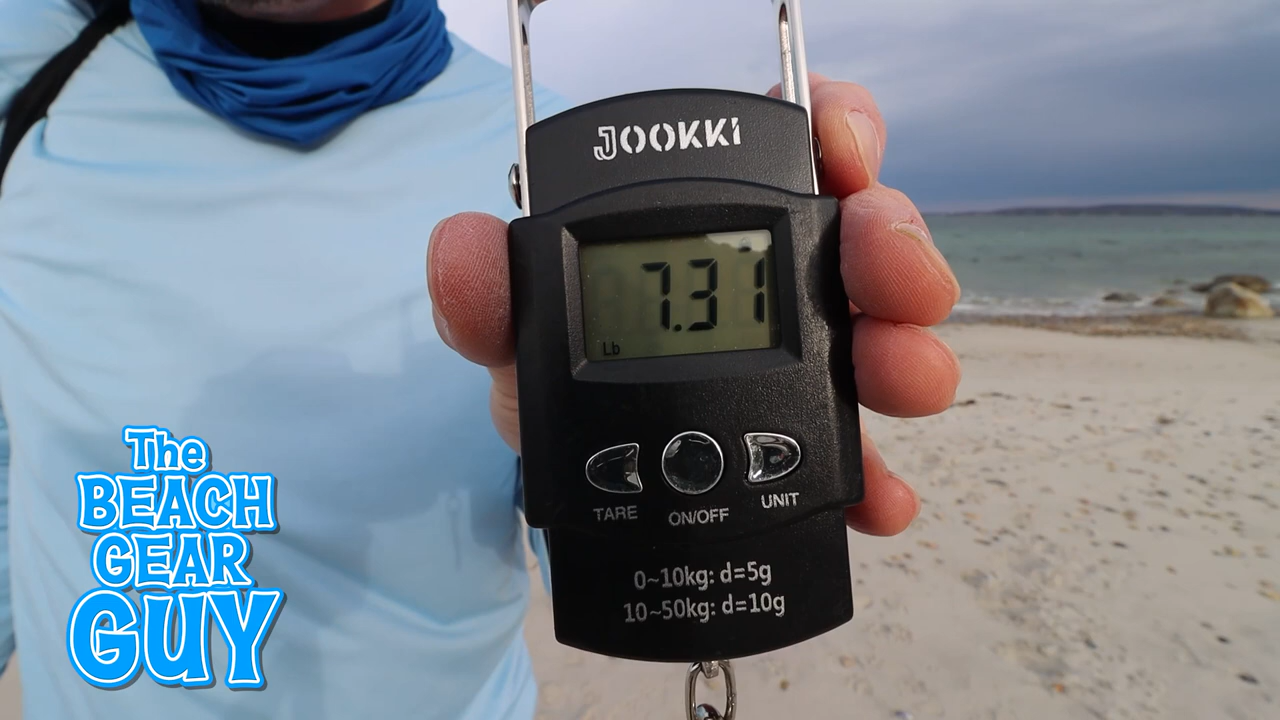 JOOKKI
7.31
Lb
TARE
ON/OFF
UNIT
0~10kg: d=5g
10~50kg: d=10g
The
BEACH
GEAR
GUY